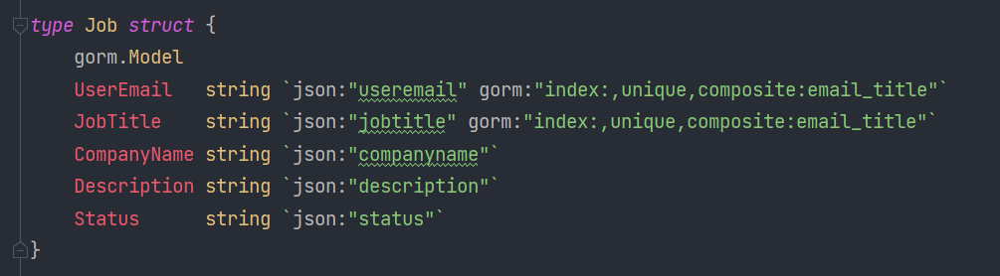 type Job struct {
    gorm.Model
    UserEmail   string `json:"useremail" gorm:"index:,unique,composite:email_title"`
    JobTitle    string `json:"jobtitle" gorm:"index:,unique,composite:email_title"`
    CompanyName string `json:"companyname"`
    Description string `json:"description"`
    Status      string `json:"status"`
}